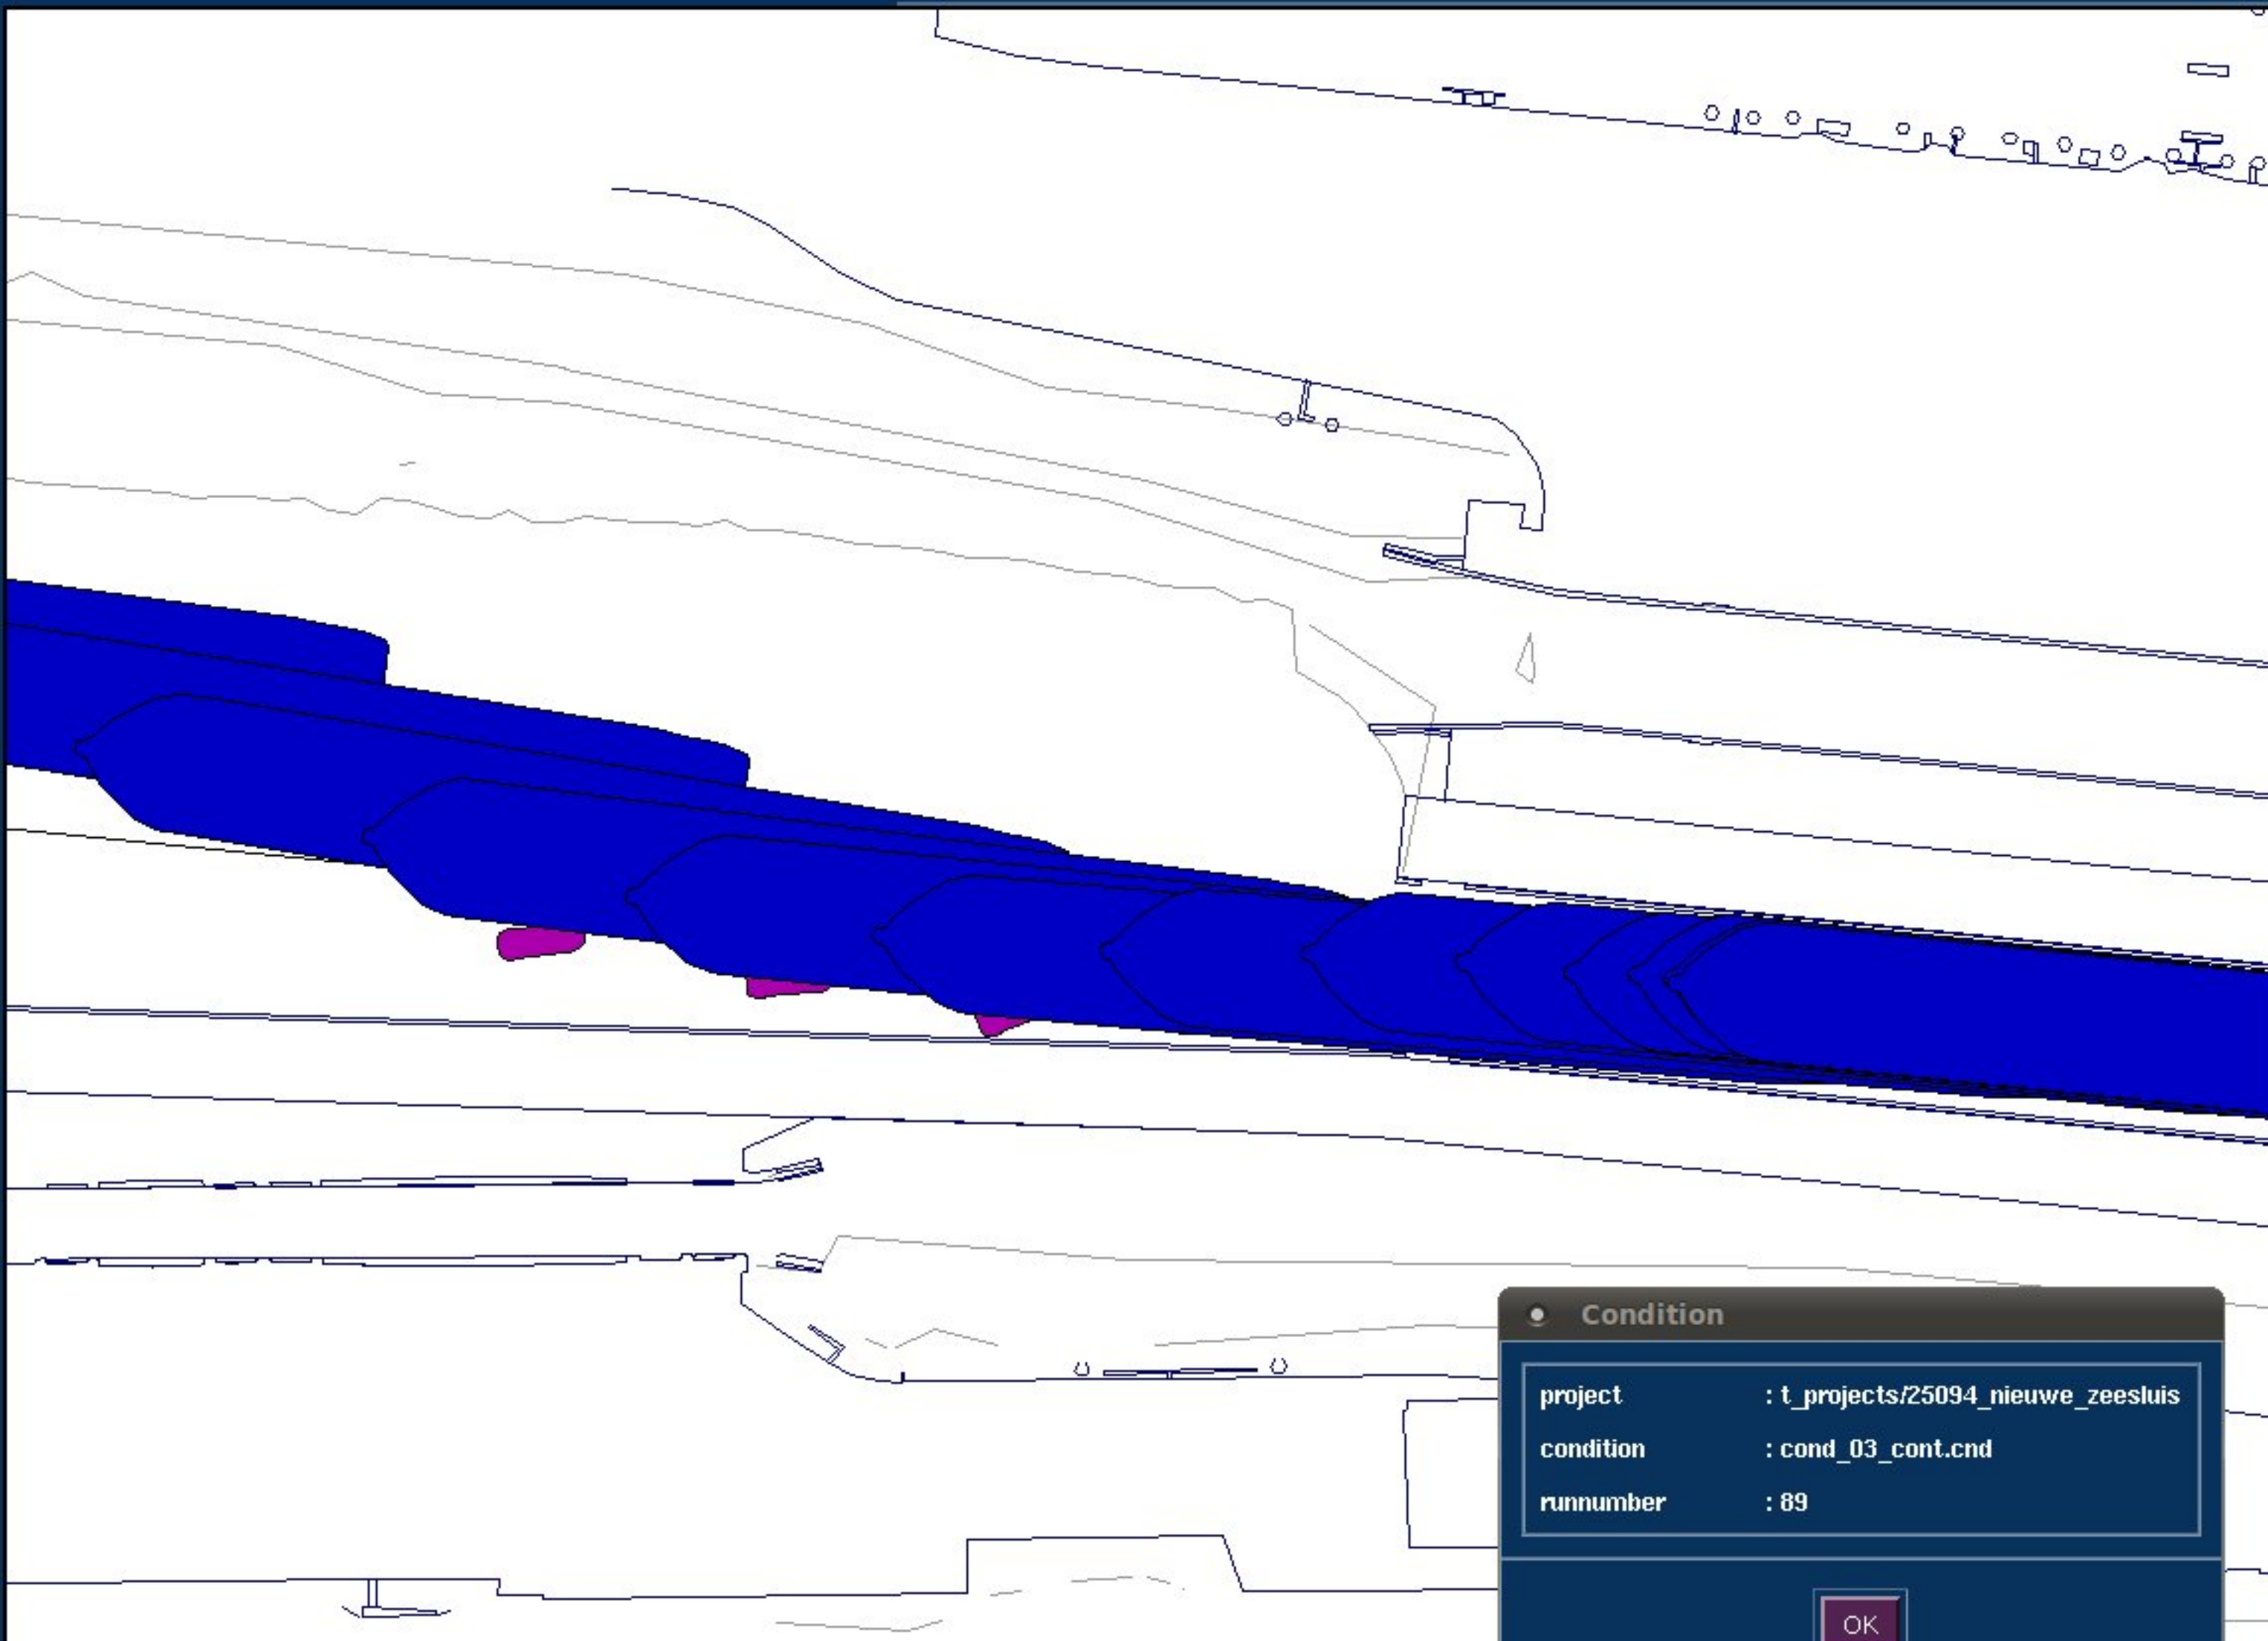 Condition
project : t_projects/25094_nieuwe_zeesluis
condition : cond_03_cont.cnd
runnumber : 89
OK